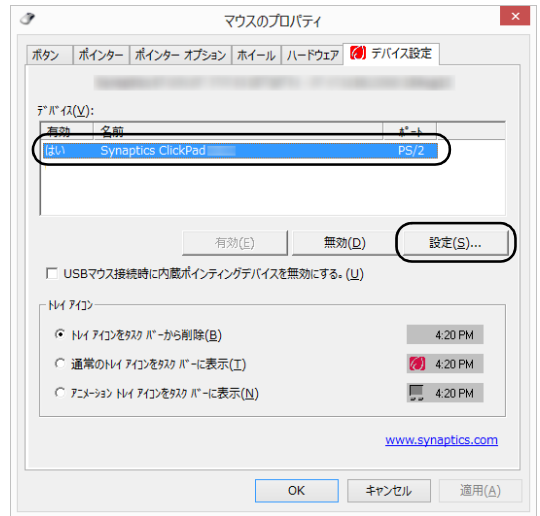 マウスのプロパティ
ボタン ポインター ポインター オプション ホイール ハードウェア デバイス設定
デバイス(V):
有効 名前 ポート
はい Synaptics ClickPad PS/2
有効(E) 無効(D) 設定(S)...
USBマウス接続時に内蔵ポインティングデバイスを無効にする。(U)
トレイ アイコン
トレイ アイコンをタスク バーから削除(B) 4:20 PM
通常のトレイ アイコンをタスク バーに表示(T) 4:20 PM
アニメーション トレイ アイコンをタスク バーに表示(N) 4:20 PM
www.synaptics.com
OK キャンセル 適用(A)